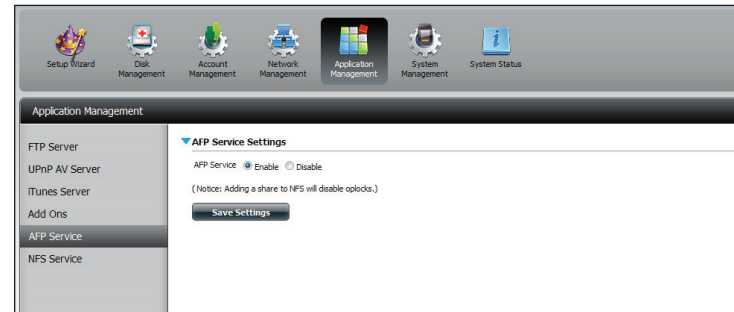 Setup Wizard
Disk Management
Account Management
Network Management
Application Management
System Management
System Status
Application Management
FTP Server
UPnP AV Server
iTunes Server
Add Ons
AFP Service
NFS Service
AFP Service Settings
AFP Service Enable Disable
(Notice: Adding a share to NFS will disable oplocks.)
Save Settings